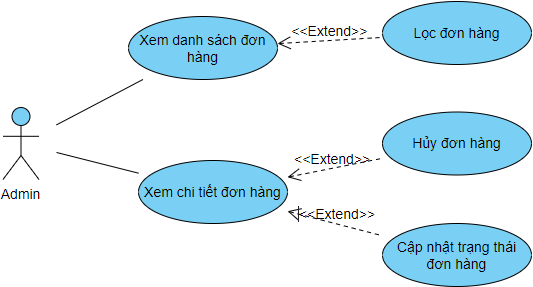 Xem danh sách đơn
hàng
<<Extend>>
Lọc đơn hàng
Admin
Xem chi tiết đơn hàng
<<Extend>>
Hủy đơn hàng
<<Extend>>
Cập nhật trạng thái
đơn hàng